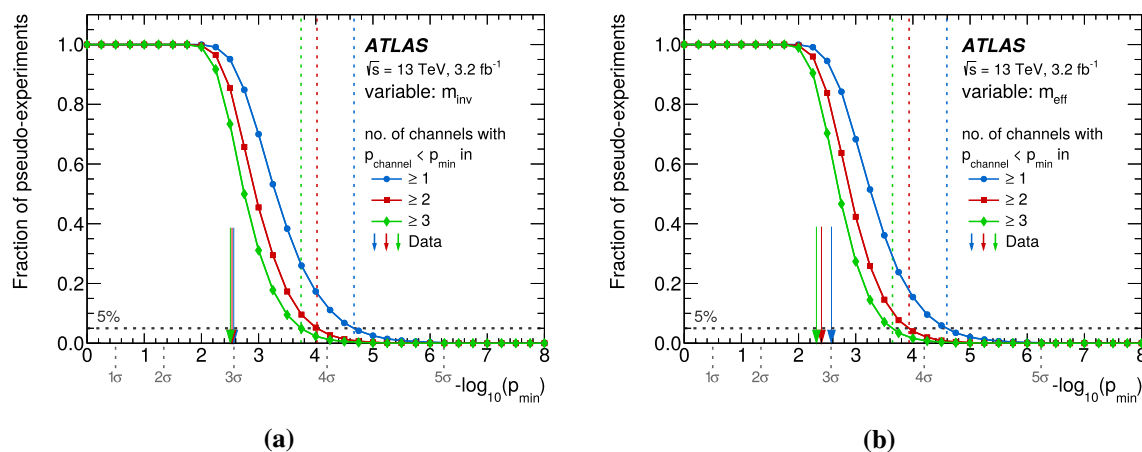 Fraction of pseudo-experiments
1.0
0.8
0.6
0.4
0.2
0.0
5%
ATLAS
√s = 13 TeV, 3.2 fb⁻¹
variable: m_inv
no. of channels with
p_channel < p_min in
≥ 1
≥ 2
≥ 3
Data
0 1 2 3 4 5 6 7 8
1σ 2σ 3σ 4σ 5σ
-log₁₀(p_min)
(a)
Fraction of pseudo-experiments
1.0
0.8
0.6
0.4
0.2
0.0
5%
ATLAS
√s = 13 TeV, 3.2 fb⁻¹
variable: m_eff
no. of channels with
p_channel < p_min in
≥ 1
≥ 2
≥ 3
Data
0 1 2 3 4 5 6 7 8
1σ 2σ 3σ 4σ 5σ
-log₁₀(p_min)
(b)